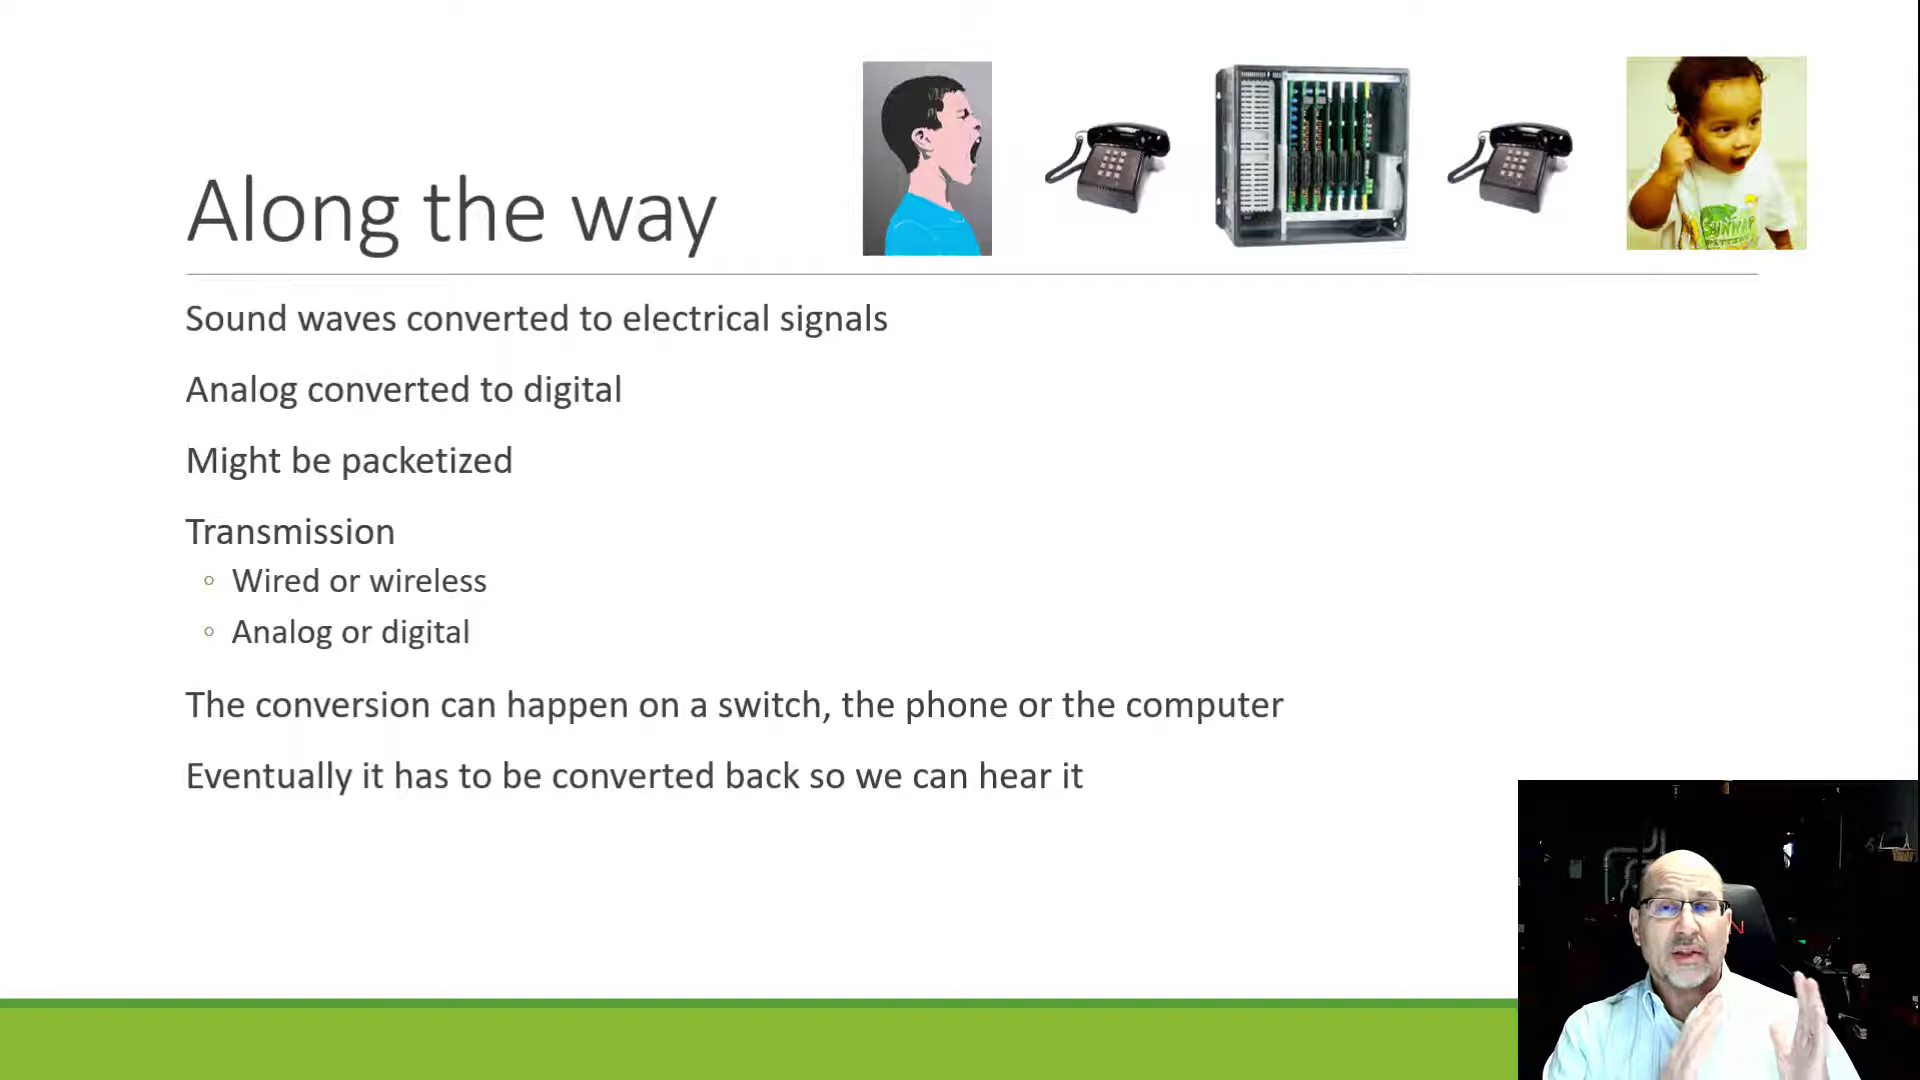 Along the way
Sound waves converted to electrical signals
Analog converted to digital
Might be packetized
Transmission
Wired or wireless
Analog or digital
The conversion can happen on a switch, the phone or the computer
Eventually it has to be converted back so we can hear it
N